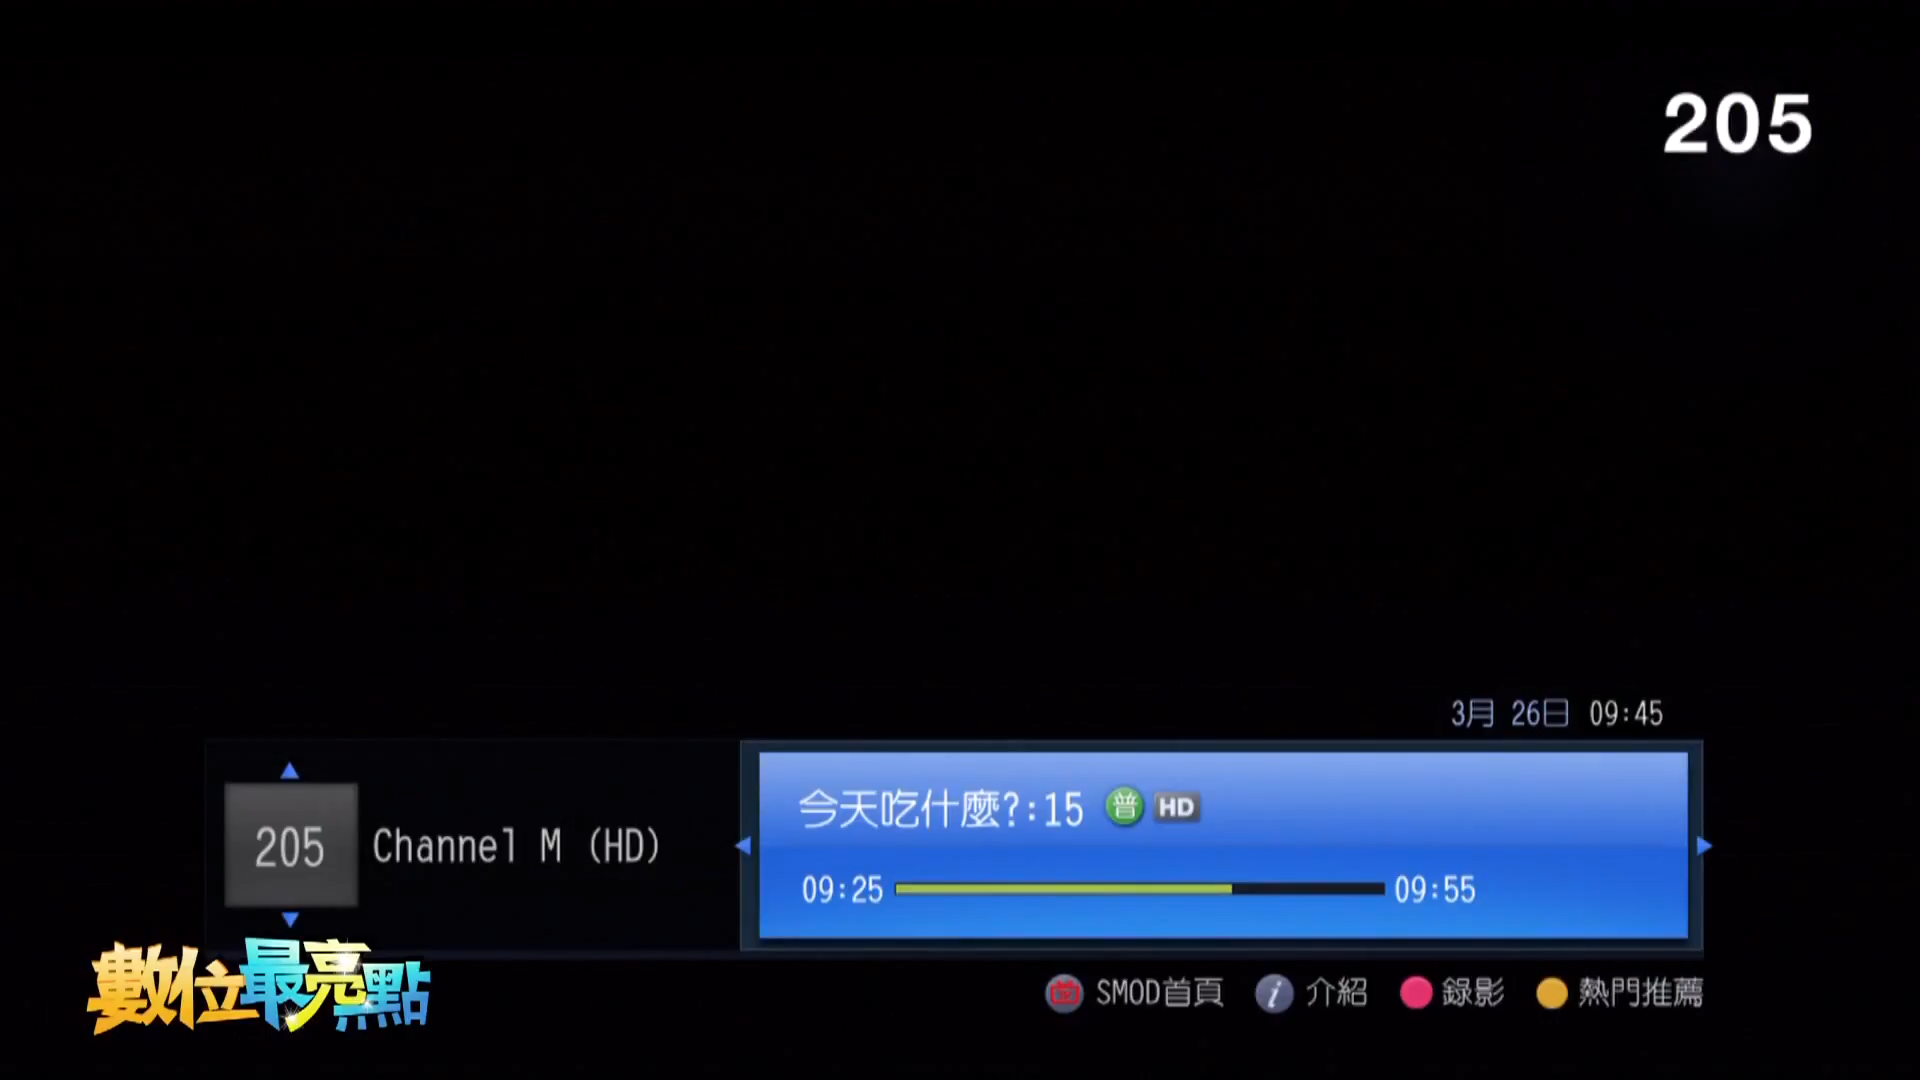 205
3月 26日 09:45
205 Channel M (HD)
今天吃什麼?:15 普 HD
09:25 09:55
數位最亮點
SMOD首頁 i 介紹 錄影 熱門推薦